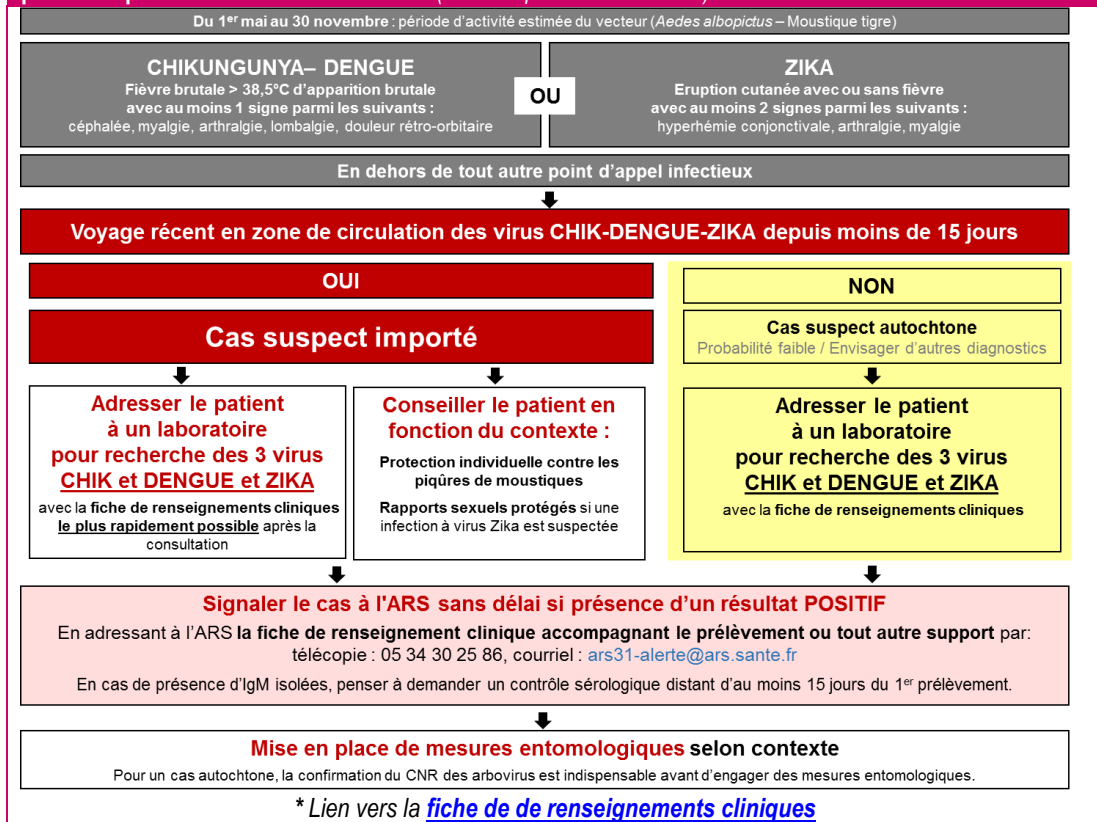 Du 1er mai au 30 novembre : période d'activité estimée du vecteur (Aedes albopictus – Moustique tigre)
CHIKUNGUNYA– DENGUE
Fièvre brutale > 38,5°C d'apparition brutale
avec au moins 1 signe parmi les suivants :
céphalée, myalgie, arthralgie, lombalgie, douleur rétro-orbitaire
OU
ZIKA
Eruption cutanée avec ou sans fièvre
avec au moins 2 signes parmi les suivants :
hyperhémie conjonctivale, arthralgie, myalgie
En dehors de tout autre point d'appel infectieux
Voyage récent en zone de circulation des virus CHIK-DENGUE-ZIKA depuis moins de 15 jours
OUI
Cas suspect importé
Adresser le patient
à un laboratoire
pour recherche des 3 virus
CHIK et DENGUE et ZIKA
avec la fiche de renseignements cliniques
le plus rapidement possible après la
consultation
Conseiller le patient en
fonction du contexte :
Protection individuelle contre les
piqûres de moustiques
Rapports sexuels protégés si une
infection à virus Zika est suspectée
NON
Cas suspect autochtone
Probabilité faible / Envisager d'autres diagnostics
Adresser le patient
à un laboratoire
pour recherche des 3 virus
CHIK et DENGUE et ZIKA
avec la fiche de renseignements cliniques
Signaler le cas à l'ARS sans délai si présence d'un résultat POSITIF
En adressant à l'ARS la fiche de renseignement clinique accompagnant le prélèvement ou tout autre support par:
télécopie : 05 34 30 25 86, courriel : ars31-alerte@ars.sante.fr
En cas de présence d'IgM isolées, penser à demander un contrôle sérologique distant d'au moins 15 jours du 1er prélèvement.
Mise en place de mesures entomologiques selon contexte
Pour un cas autochtone, la confirmation du CNR des arbovirus est indispensable avant d'engager des mesures entomologiques.
* Lien vers la fiche de de renseignements cliniques